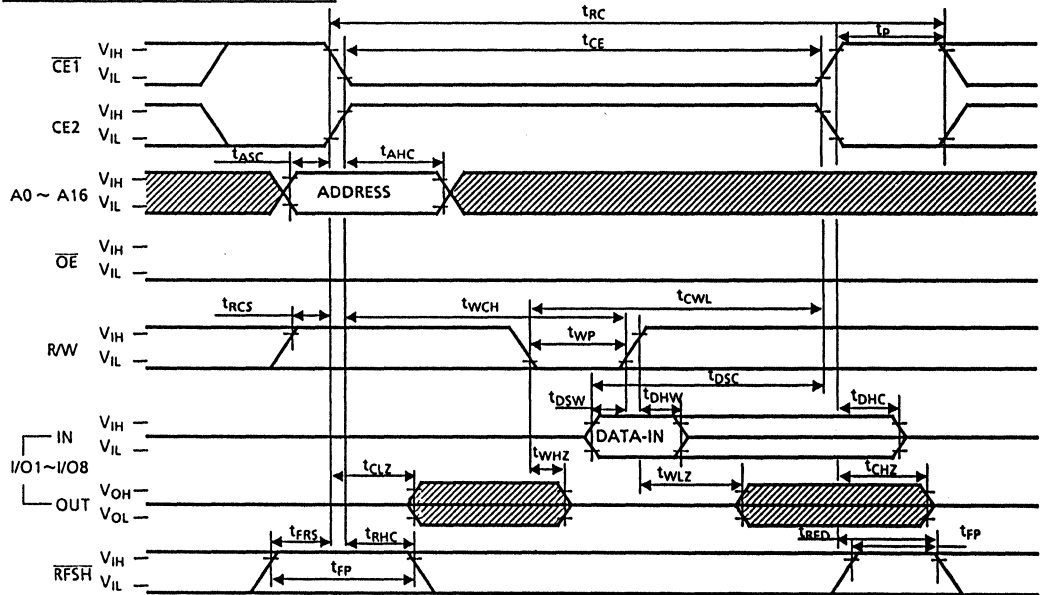 tRC
tP
tCE
CE1 VIH
VIL
CE2 VIH
VIL
tASC tAHC
A0 ~ A16 VIH
VIL
ADDRESS
OE VIH
VIL
tRCS tWCH tCWL
R/W VIH
VIL
tWP
tDSC
tDSW tDHW tDHC
IN VIH
VIL
DATA-IN
I/O1~I/O8
tCLZ tWHZ tWLZ tCHZ
OUT VOH
VOL
tFRS tRHC tRFD tFP
RFSH VIH
VIL
tFP